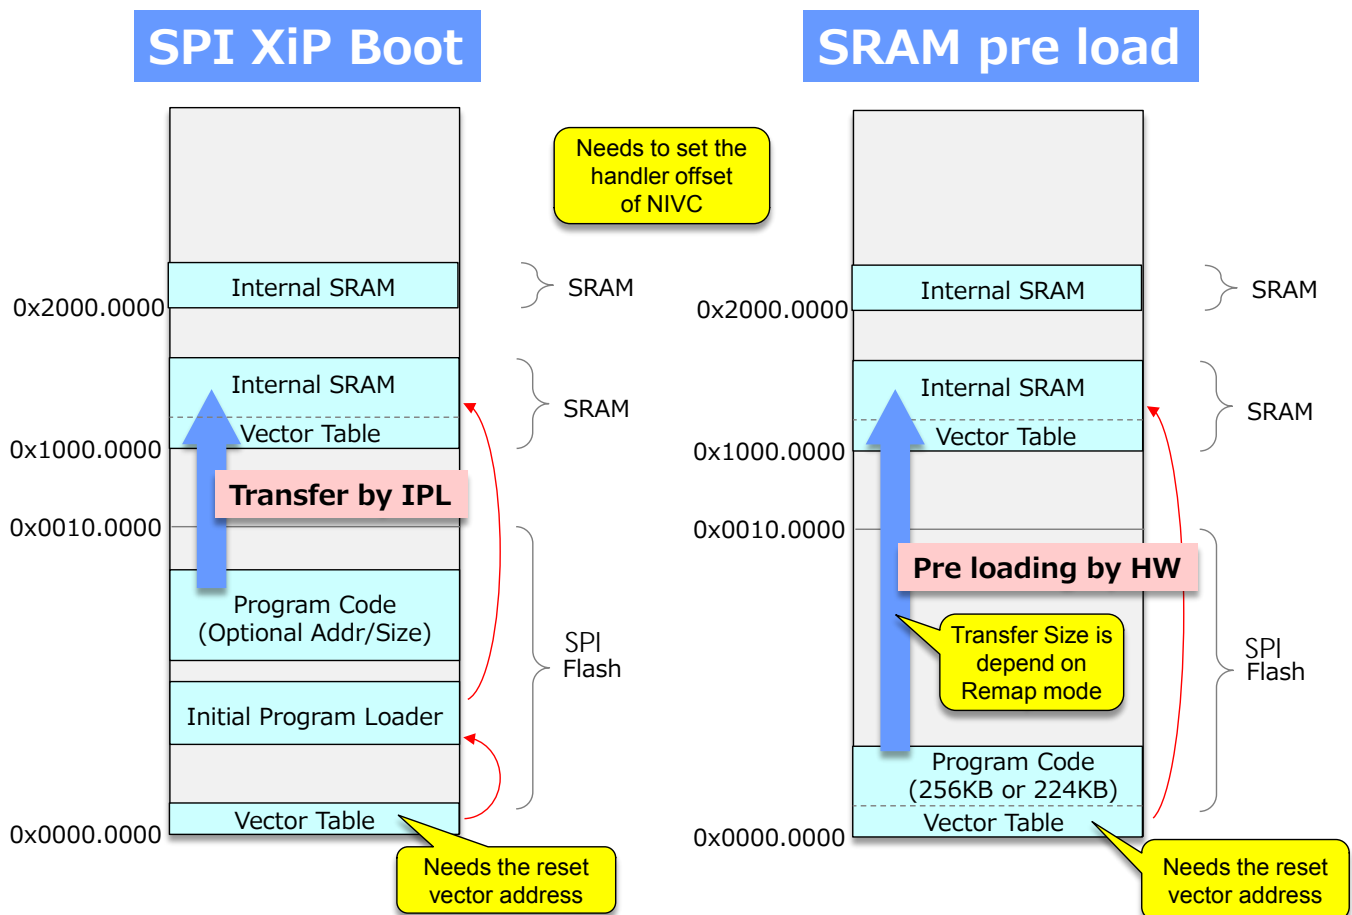 SPI XiP Boot
Needs to set the
handler offset
of NIVC
Internal SRAM
SRAM
0x2000.0000
Internal SRAM
SRAM
Vector Table
0x1000.0000
Transfer by IPL
0x0010.0000
Program Code
(Optional Addr/Size)
SPI
Flash
Initial Program Loader
Vector Table
0x0000.0000
Needs the reset
vector address
SRAM pre load
Internal SRAM
SRAM
0x2000.0000
Internal SRAM
SRAM
Vector Table
0x1000.0000
0x0010.0000
Pre loading by HW
Transfer Size is
depend on
Remap mode
SPI
Flash
Program Code
(256KB or 224KB)
Vector Table
0x0000.0000
Needs the reset
vector address